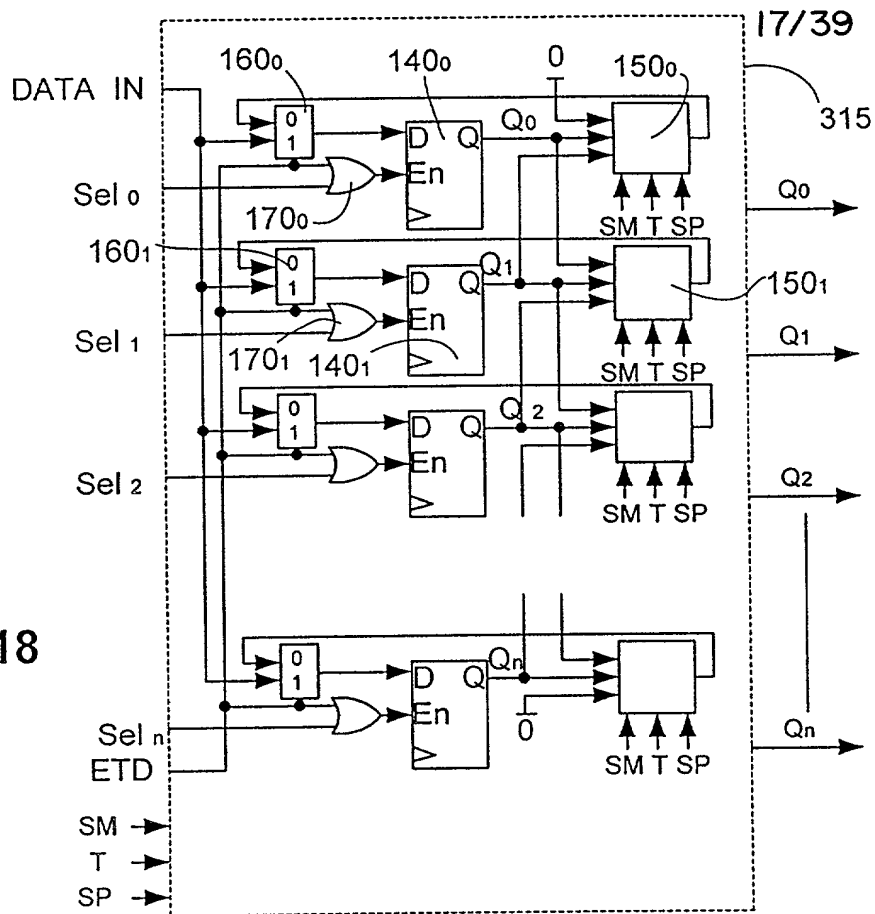 17/39
DATA IN
160₀
140₀
0
150₀
315
0
1
D Q
Q₀
En
Sel ₀
170₀
SM T SP
Q₀
160₁
0
1
D Q
Q₁
En
150₁
Sel ₁
170₁
140₁
SM T SP
Q₁
0
1
D Q
Q ₂
En
Sel ₂
SM T SP
Q₂
18
0
1
D Q
Qₙ
En
0
Sel ₙ
SM T SP
Qₙ
ETD
SM
T
SP